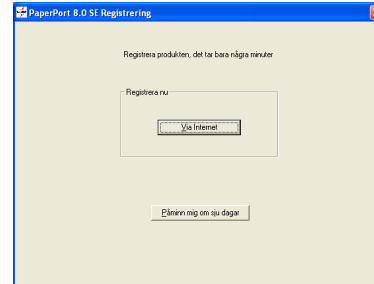 PaperPort 8.0 SE Registrering
Registrera produkten, det tar bara några minuter
Registrera nu
Via Internet
Påminn mig om sju dagar